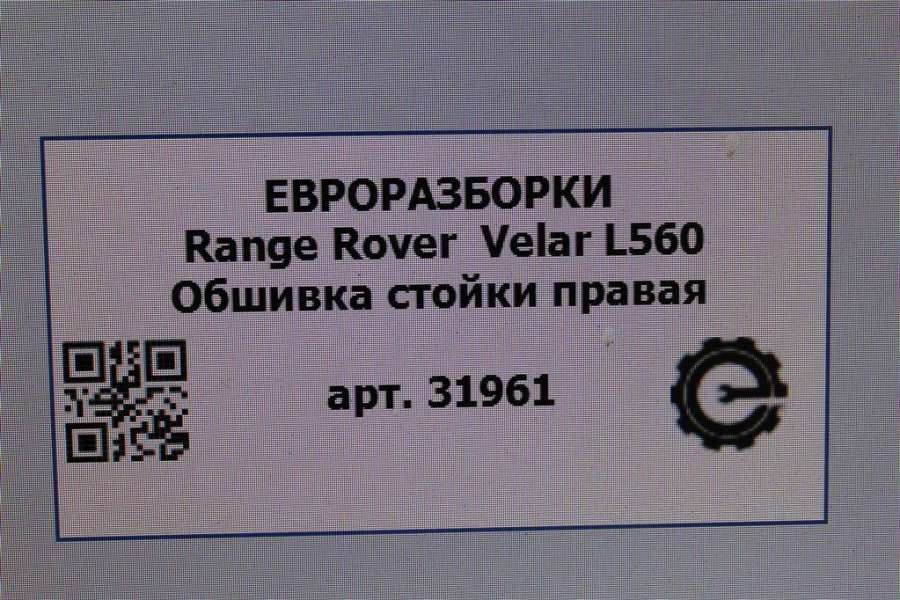 ЕВРОРАЗБОРКИ
Range Rover Velar L560
Обшивка стойки правая
арт. 31961